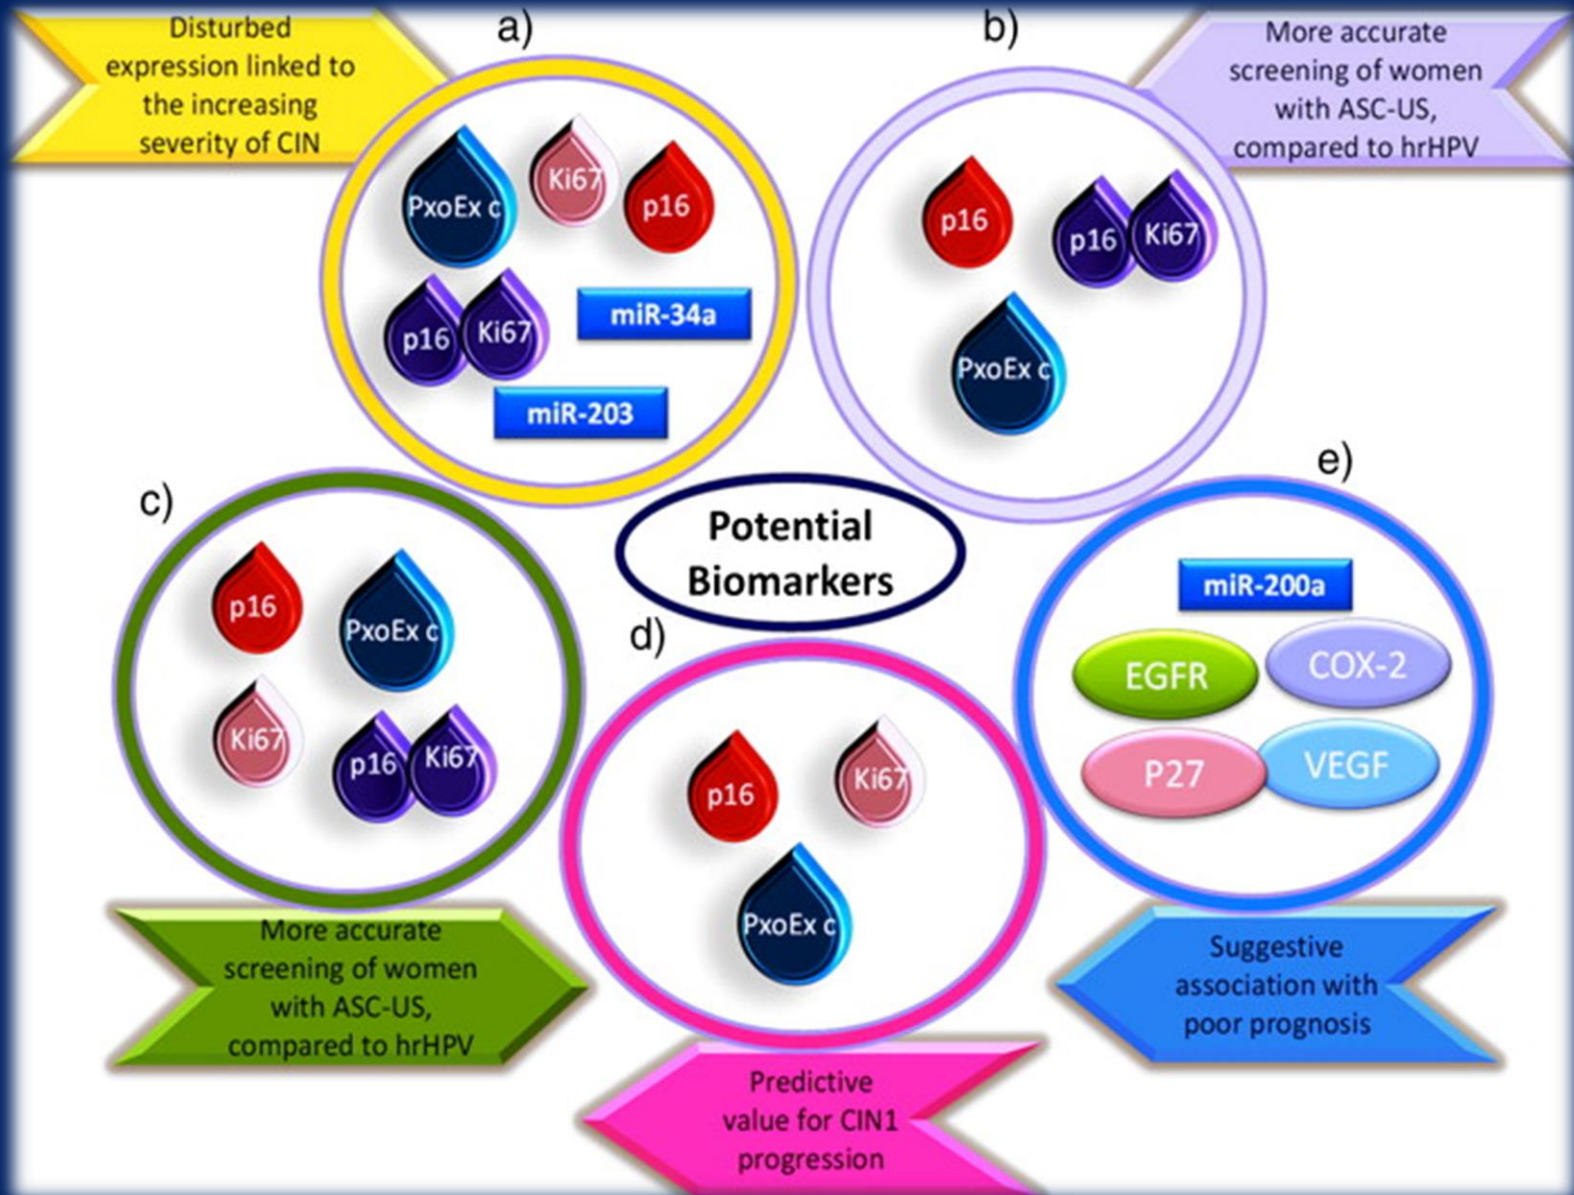 Disturbed
expression linked to
the increasing
severity of CIN
a)
PxoEx c
Ki67
p16
p16
Ki67
miR-34a
miR-203
b)
More accurate
screening of women
with ASC-US,
compared to hrHPV
p16
p16
Ki67
PxoEx c
Potential
Biomarkers
c)
p16
PxoEx c
Ki67
p16
Ki67
More accurate
screening of women
with ASC-US,
compared to hrHPV
d)
p16
Ki67
PxoEx c
Predictive
value for CIN1
progression
e)
miR-200a
EGFR
COX-2
P27
VEGF
Suggestive
association with
poor prognosis